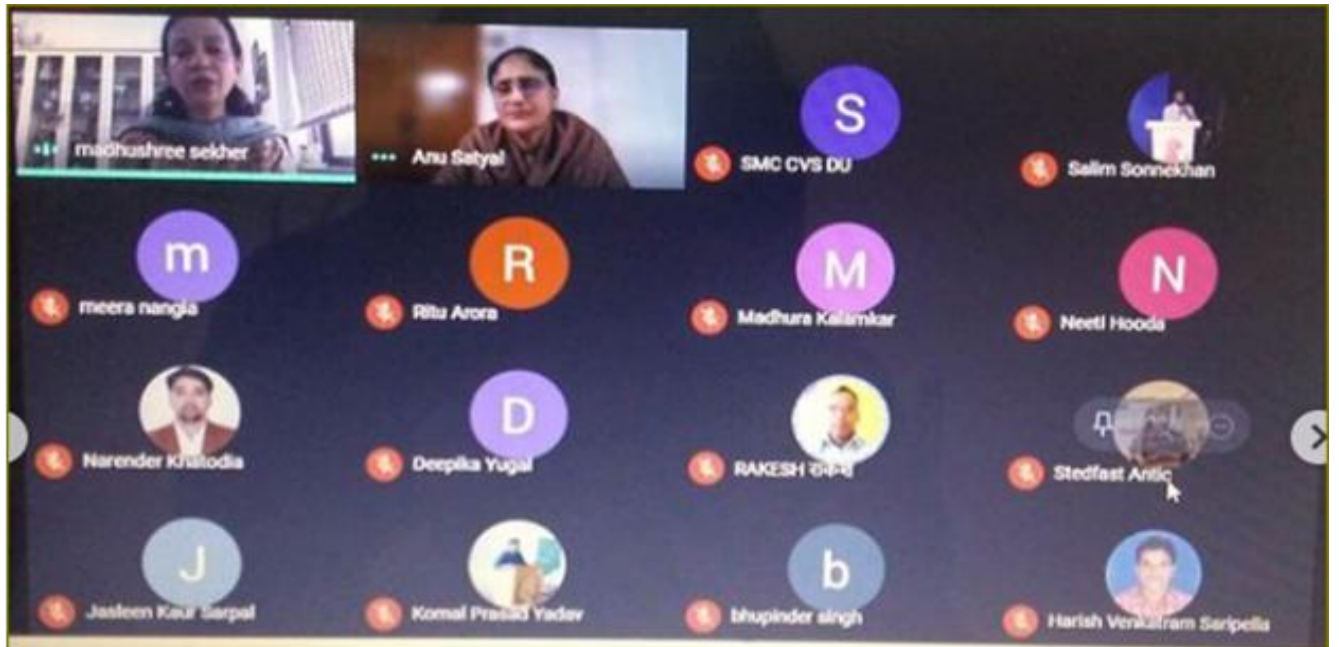 madhushree sekher
Anu Satyal
S
SMC CVS DU
Salim Sonnekhan
m
meera nangla
R
Ritu Arora
M
Madhura Kalamkar
N
Neeti Hooda
Narender Khatodia
D
Deepika Yugal
RAKESH राकेश
Stedfast Antic
J
Jasleen Kaur Sarpal
Komal Prasad Yadav
b
bhupinder singh
Harish Venkatram Saripella